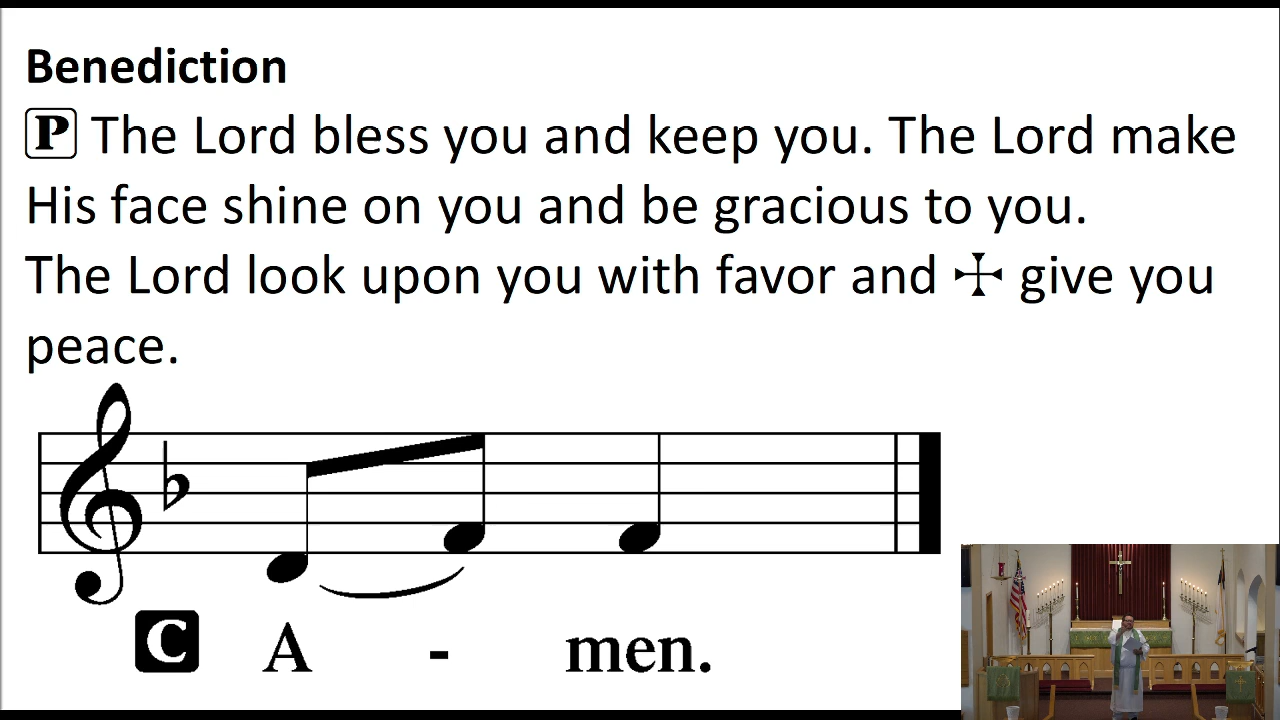 Benediction
P The Lord bless you and keep you. The Lord make
His face shine on you and be gracious to you.
The Lord look upon you with favor and ☩ give you
peace.
C A - men.